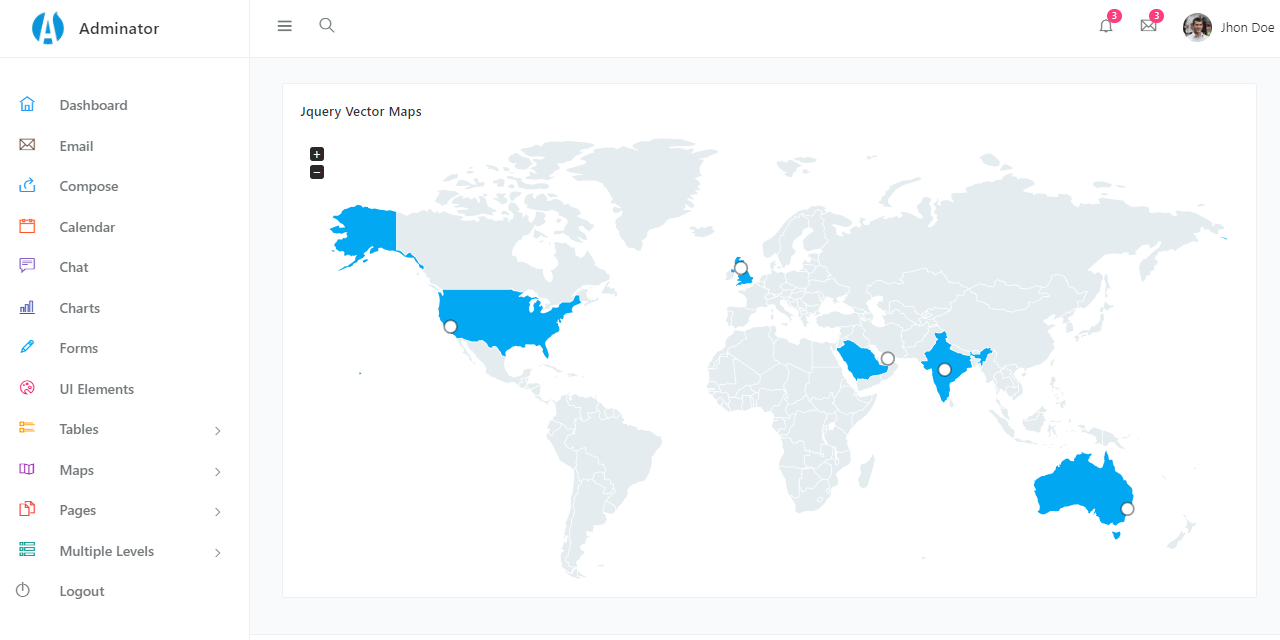 Adminator
3
3
Jhon Doe
Dashboard
Email
Compose
Calendar
Chat
Charts
Forms
UI Elements
Tables
Maps
Pages
Multiple Levels
Logout
Jquery Vector Maps
+
−